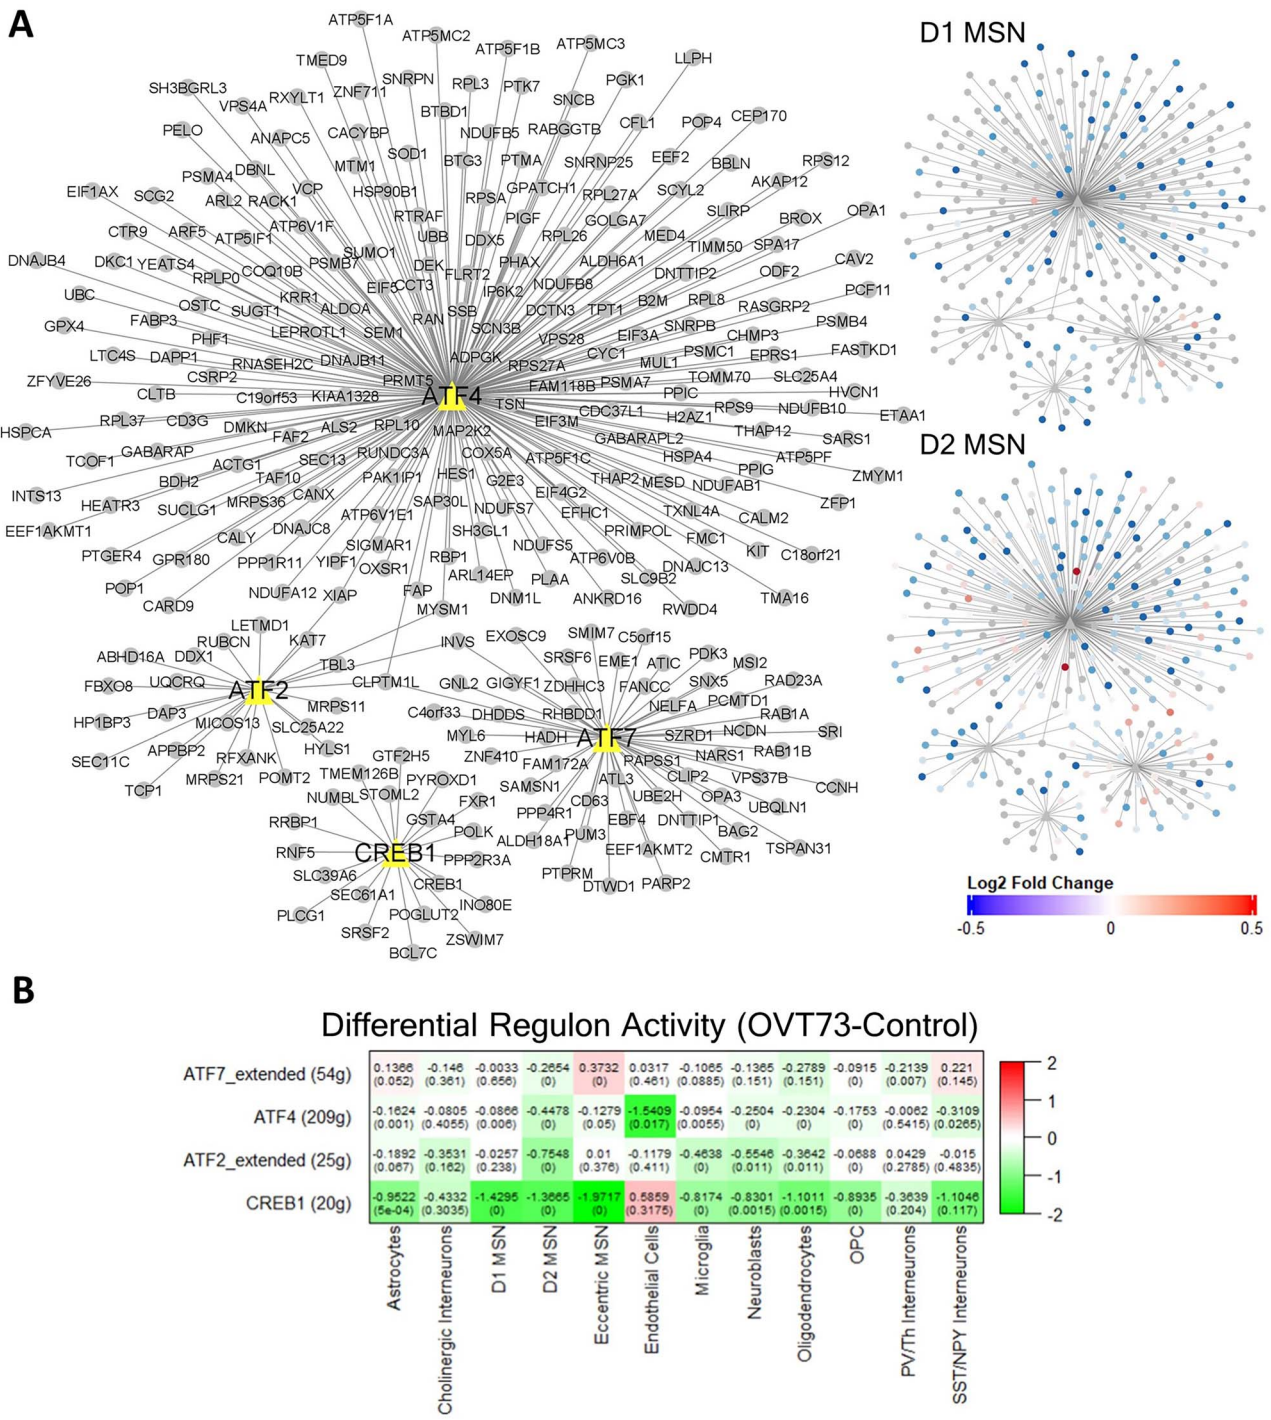 A
ATP5F1A
ATP5MC2
ATP5F1B
ATP5MC3
TMED9
LLPH
SH3BGRL3
RXYLT1
ZNF711
SNRPN
RPL3
PTK7
PGK1
VPS4A
BTBD1
SNCB
PELO
ANAPC5
CACYBP
NDUFB5
RABGGTB
CFL1
POP4
CEP170
SOD1
DBNL
MTM1
BTG3
PTMA
SNRNP25
EEF2
BBLN
RPS12
PSMA4
EIF1AX
SCG2
ARL2
RACK1
VCP
HSP90B1
RPSA
GPATCH1
RPL27A
SCYL2
AKAP12
CTR9
ARF5
ATP5IF1
ATP6V1F
RTRAF
PIGF
GOLGA7
SLIRP
BROX
OPA1
UBB
DDX5
RPL26
MED4
TIMM50
SPA17
DNAJB4
DKC1
YEATS4
RPLP0
COQ10B
PSMB7
SUMO1
DEK
FLRT2
PHAX
ALDH6A1
DNTTIP2
ODF2
CAV2
UBC
OSTC
SUGT1
KRR1
ALDOA
EIF5
CCT3
IP6K2
NDUFB8
PCF11
GPX4
FABP3
PHF1
LEPROTL1
SEM1
RAN
SSB
SCN3B
DCTN3
TPT1
B2M
RPL8
RASGRP2
PSMB4
VPS28
EIF3A
SNRPB
CHMP3
LTC4S
DAPP1
RNASEH2C
DNAJB11
ADPGK
RPS27A
CYC1
MUL1
PSMC1
EPRS1
FASTKD1
ZFYVE26
CSRP2
PRMT5
ATF4
FAM118B
PSMA7
TOMM70
SLC25A4
CLTB
C19orf53
KIAA1328
TSN
PPIC
HVCN1
HSPCA
RPL37
CD3G
DMKN
ALS2
RPL10
MAP2K2
EIF3M
CDC37L1
H2AZ1
RPS9
NDUFB10
ETAA1
FAF2
GABARAPL2
THAP12
SARS1
TCOF1
GABARAP
ACTG1
SEC13
RUNDC3A
COX5A
ATP5F1C
HSPA4
PPIG
ATP5PF
ZMYM1
INTS13
HEATR3
BDH2
TAF10
PAK1IP1
HES1
G2E3
THAP2
MESD
NDUFAB1
SUCLG1
MRPS36
CANX
SAP30L
NDUFS7
EIF4G2
EFHC1
TXNL4A
CALM2
ZFP1
EEF1AKMT1
CALY
DNAJC8
ATP6V1E1
SH3GL1
PRIMPOL
FMC1
KIT
C18orf21
PTGER4
GPR180
PPP1R11
YIPF1
SIGMAR1
OXSR1
RBP1
NDUFS5
ATP6V0B
DNAJC13
POP1
CARD9
NDUFA12
XIAP
FAP
ARL14EP
PLAA
SLC9B2
MYSM1
DNM1L
ANKRD16
RWDD4
TMA16
LETMD1
RUBCN
KAT7
ABHD16A
DDX1
TBL3
FBXO8
UQCRQ
ATF2
CLPTM1L
MRPS11
HP1BP3
DAP3
MICOS13
SLC25A22
SEC11C
APPBP2
RFXANK
HYLS1
TCP1
MRPS21
POMT2
INVS
EXOSC9
SMIM7
C5orf15
SRSF6
EME1
ATIC
PDK3
MSI2
GNL2
GIGYF1
ZDHHC3
FANCC
SNX5
RAD23A
C4orf33
DHDDS
RHBDD1
NELFA
PCMTD1
RAB1A
MYL6
HADH
ATF7
SZRD1
NCDN
SRI
ZNF410
FAM172A
PAPSS1
NARS1
RAB11B
SAMSN1
ATL3
CLIP2
VPS37B
CCNH
PPP4R1
CD63
UBE2H
OPA3
UBQLN1
ALDH18A1
PUM3
EBF4
DNTTIP1
BAG2
EEF1AKMT2
CMTR1
TSPAN31
PTPRM
DTWD1
PARP2
GTF2H5
TMEM126B
PYROXD1
NUMBL
STOML2
FXR1
RRBP1
GSTA4
POLK
RNF5
CREB1
PPP2R3A
SLC39A6
SEC61A1
CREB1
INO80E
PLCG1
POGLUT2
SRSF2
ZSWIM7
BCL7C
D1 MSN
D2 MSN
Log2 Fold Change
-0.5 0 0.5
B
Differential Regulon Activity (OVT73-Control)
ATF7_extended (54g) 0.1366 -0.146 -0.0033 -0.2654 0.3732 0.0317 -0.1065 -0.1365 -0.2789 -0.0915 -0.2139 0.221
(0.052) (0.361) (0.656) (0) (0) (0.461) (0.0885) (0.151) (0.151) (0) (0.007) (0.145)
ATF4 (209g) -0.1624 -0.0805 -0.0866 -0.4478 -0.1279 -1.5409 -0.0954 -0.2504 -0.2304 -0.1753 -0.0062 -0.3109
(0.001) (0.4055) (0.006) (0) (0.05) (0.017) (0.0055) (0) (0) (0) (0.5415) (0.0265)
ATF2_extended (25g) -0.1892 -0.3531 -0.0257 -0.7548 0.01 -0.1179 -0.4638 -0.5546 -0.3642 -0.0688 0.0429 -0.015
(0.067) (0.162) (0.238) (0) (0.376) (0.411) (0) (0.011) (0.011) (0) (0.2785) (0.4835)
CREB1 (20g) -0.9522 -0.4332 -1.4295 -1.3665 -1.9717 0.5859 -0.8174 -0.8301 -1.1011 -0.8935 -0.3639 -1.1046
(5e-04) (0.3035) (0) (0) (0) (0.3175) (0) (0.0015) (0.0015) (0) (0.204) (0.117)
2
1
0
-1
-2
Astrocytes
Cholinergic Interneurons
D1 MSN
D2 MSN
Eccentric MSN
Endothelial Cells
Microglia
Neuroblasts
Oligodendrocytes
OPC
PV/Th Interneurons
SST/NPY Interneurons